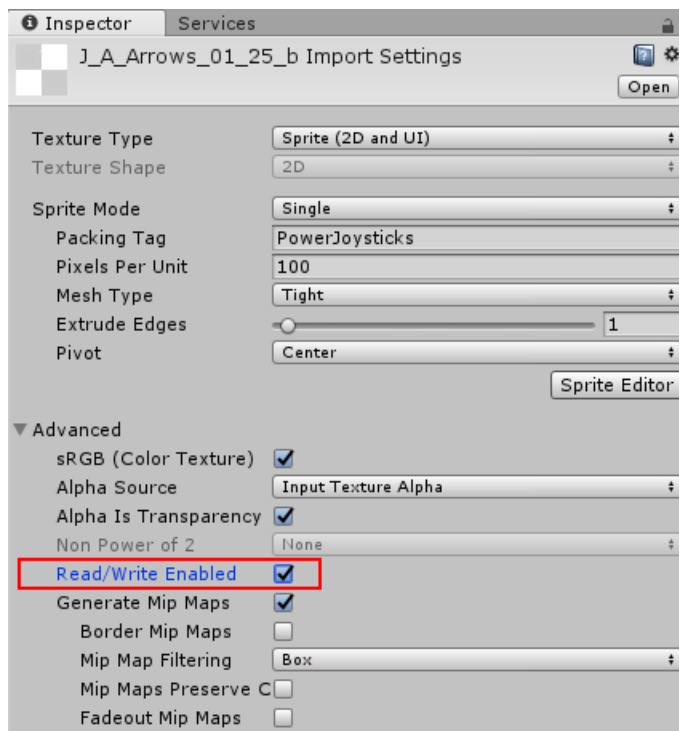 Inspector Services
J_A_Arrows_01_25_b Import Settings
Open
Texture Type Sprite (2D and UI)
Texture Shape 2D
Sprite Mode Single
Packing Tag PowerJoysticks
Pixels Per Unit 100
Mesh Type Tight
Extrude Edges 1
Pivot Center
Sprite Editor
Advanced
sRGB (Color Texture)
Alpha Source Input Texture Alpha
Alpha Is Transparency
Non Power of 2 None
Read/Write Enabled
Generate Mip Maps
Border Mip Maps
Mip Map Filtering Box
Mip Maps Preserve C
Fadeout Mip Maps